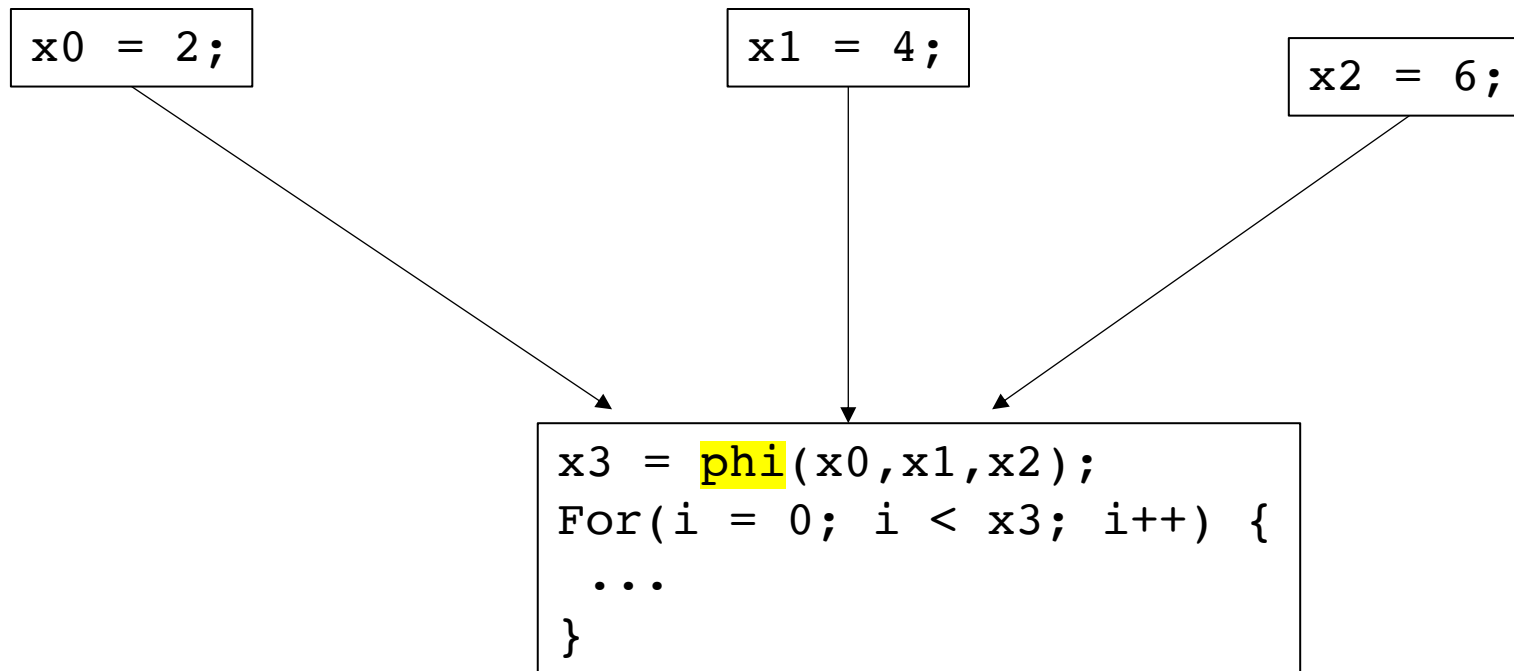 x0 = 2;
x1 = 4;
x2 = 6;
x3 = phi(x0,x1,x2);
For(i = 0; i < x3; i++) {
...
}